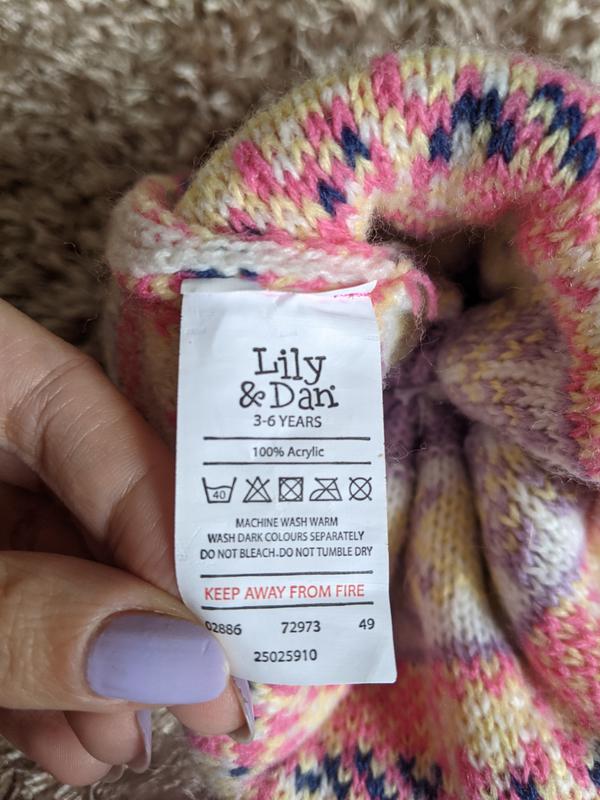 Lily
& Dan
3-6 YEARS
100% Acrylic
40
MACHINE WASH WARM
WASH DARK COLOURS SEPARATELY
DO NOT BLEACH.DO NOT TUMBLE DRY
KEEP AWAY FROM FIRE
02886 72973 49
25025910